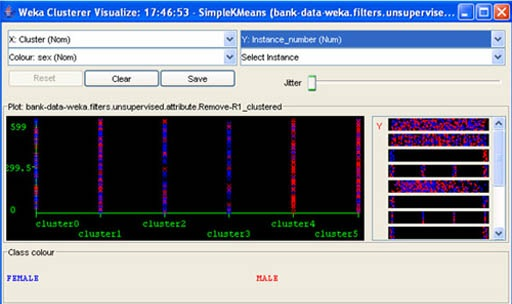 Weka Clusterer Visualize: 17:46:53 - SimpleKMeans (bank-data-weka.filters.unsupervise...
X: Cluster (Nom)
Y: Instance_number (Num)
Colour: sex (Nom)
Select Instance
Reset
Clear
Save
Jitter
Plot: bank-data-weka.filters.unsupervised.attribute.Remove-R1_clustered
599
299.5
0
cluster0
cluster1
cluster2
cluster3
cluster4
cluster5
Y
Class colour
FEMALE
MALE